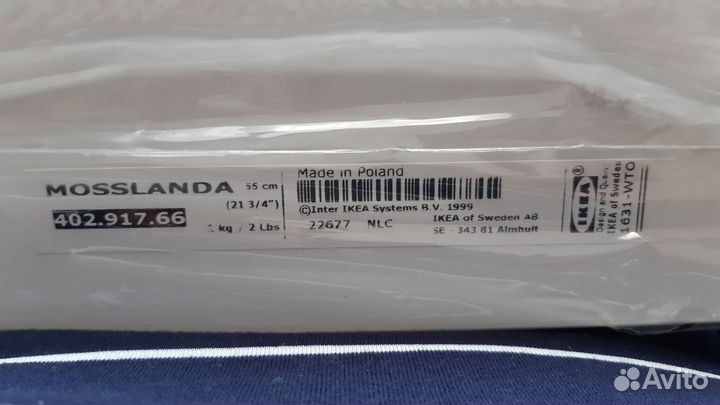 MOSSLANDA 55 cm
(21 3/4")
402.917.66
1 kg / 2 Lbs
Made in Poland
©Inter IKEA Systems B.V. 1999
22677 NLC
IKEA of Sweden AB
SE - 343 81 Älmhult
IKEA
Design and Quality
IKEA of Sweden
1631-WTO
Avito